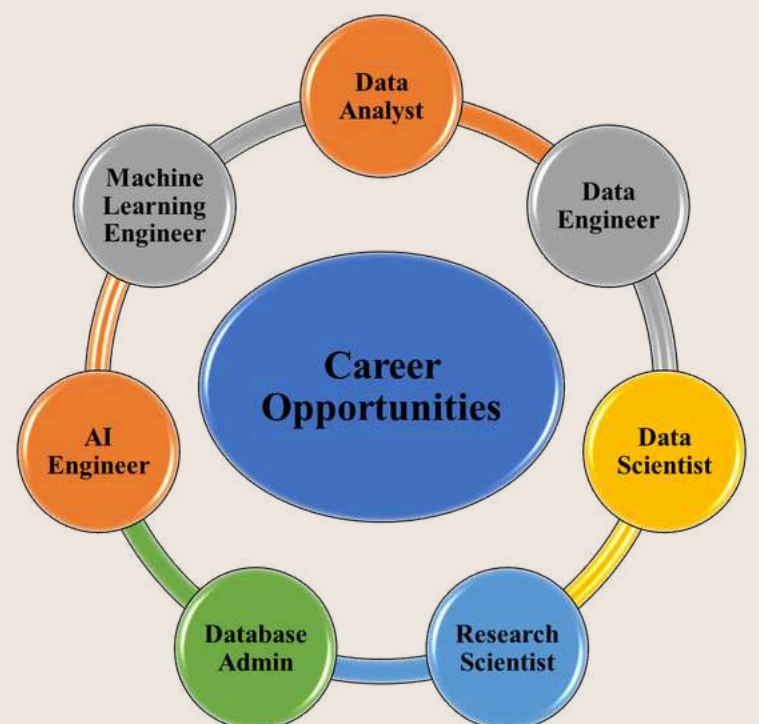 Data
Analyst
Data
Engineer
Data
Scientist
Research
Scientist
Database
Admin
AI
Engineer
Machine
Learning
Engineer
Career
Opportunities